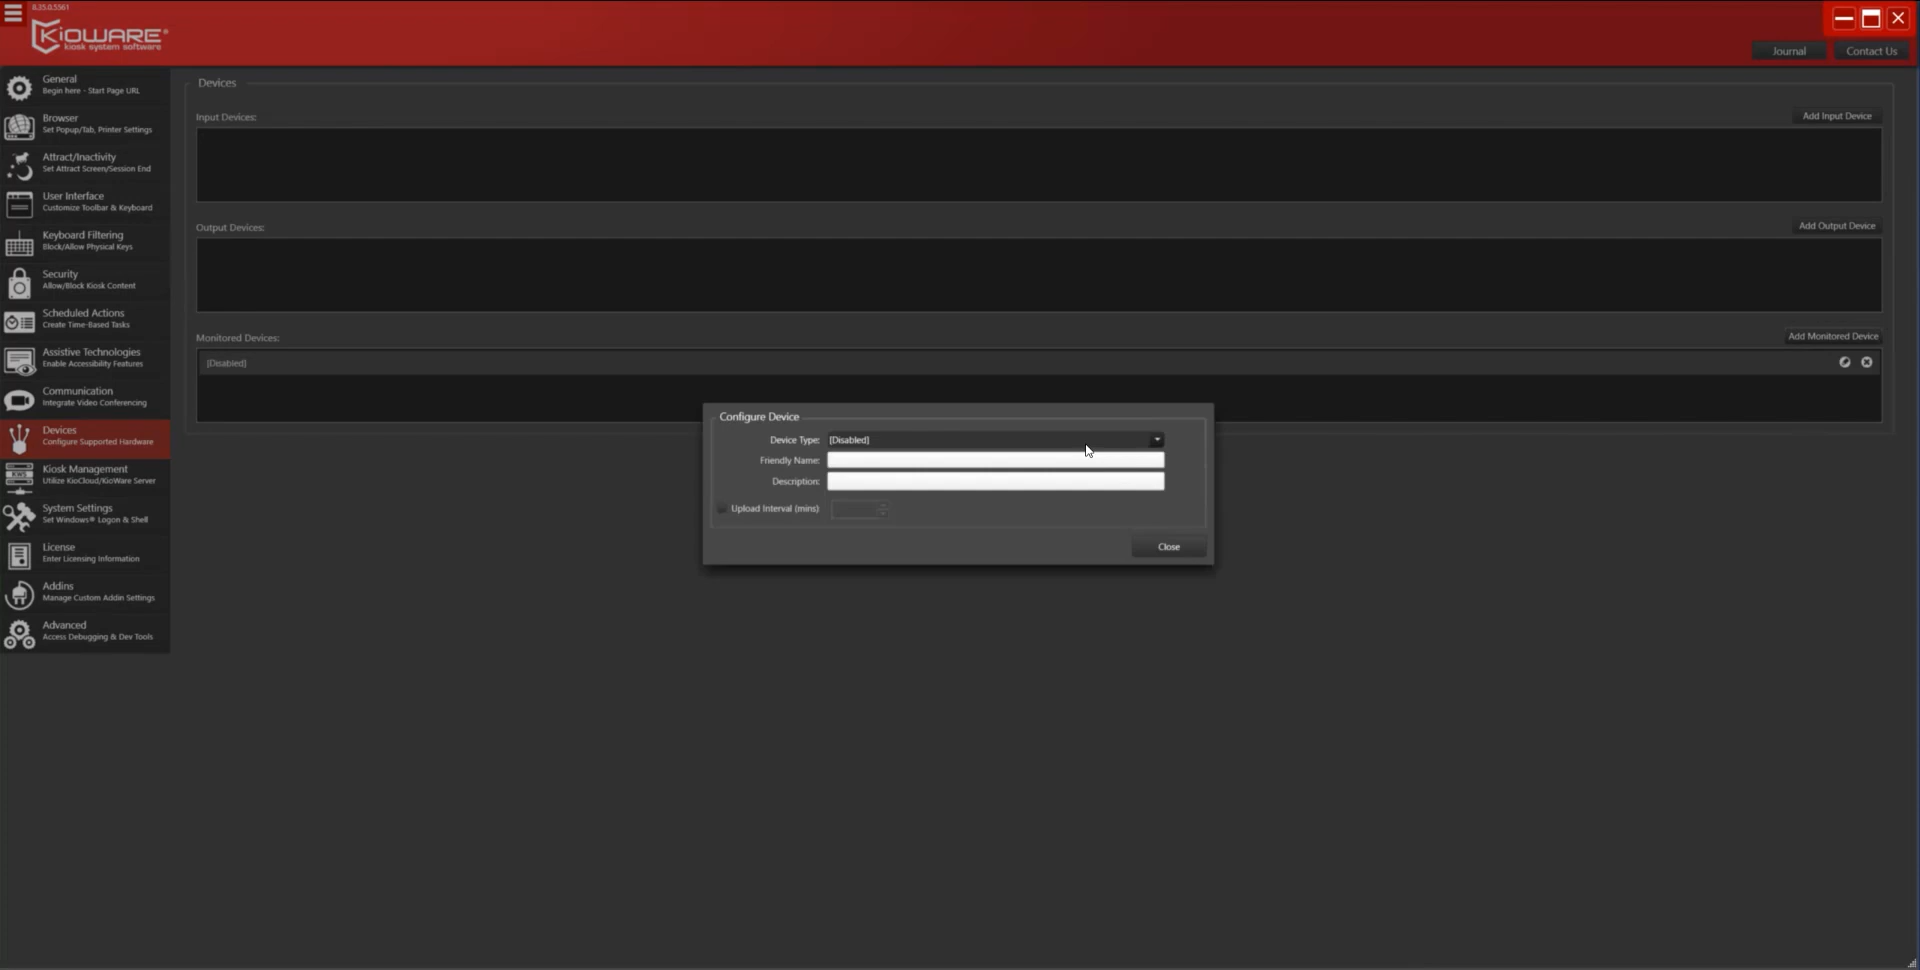 8.35.0.5361
KIOWARE®
kiosk system software
Journal
Contact Us
General
Begin here - Start Page URL
Browser
Set Popup/Tab, Printer Settings
Attract/Inactivity
Set Attract Screen/Session End
User Interface
Customize Toolbar & Keyboard
Keyboard Filtering
Block/Allow Physical Keys
Security
Allow/Block Kiosk Content
Scheduled Actions
Create Time-Based Tasks
Assistive Technologies
Enable Accessibility Features
Communication
Integrate Video Conferencing
Devices
Configure Supported Hardware
Kiosk Management
Utilize KioCloud/KioWare Server
System Settings
Set Windows® Logon & Shell
License
Enter Licensing Information
Addins
Manage Custom Addin Settings
Advanced
Access Debugging & Dev Tools
Devices
Input Devices:
Add Input Device
Output Devices:
Add Output Device
Monitored Devices:
Add Monitored Device
[Disabled]
Configure Device
Device Type: [Disabled]
Friendly Name:
Description:
Upload Interval (mins)
Close